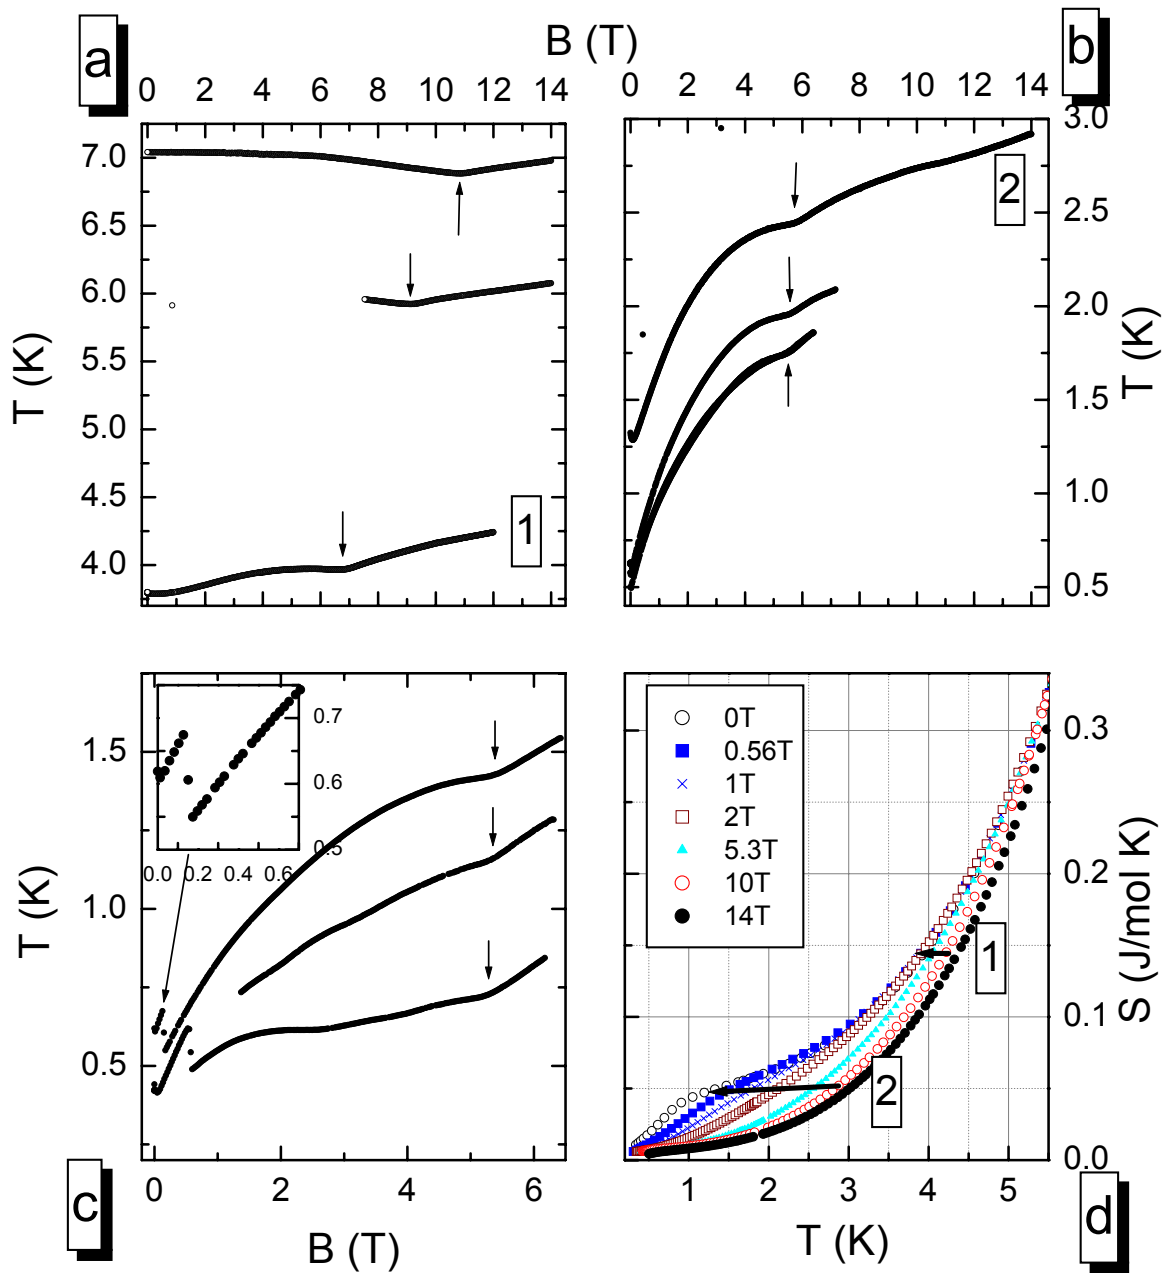 a
B (T)
b
0 2 4 6 8 10 12 14
0 2 4 6 8 10 12 14
7.0
6.5
6.0
5.5
5.0
4.5
4.0
T (K)
1
3.0
2.5
2.0
1.5
1.0
0.5
T (K)
2
1.5
1.0
0.5
T (K)
0.7
0.6
0.5
0.0 0.2 0.4 0.6
0 2 4 6
B (T)
c
0T
0.56T
1T
2T
5.3T
10T
14T
1
2
0.3
0.2
0.1
0.0
S (J/mol K)
1 2 3 4 5
T (K)
d